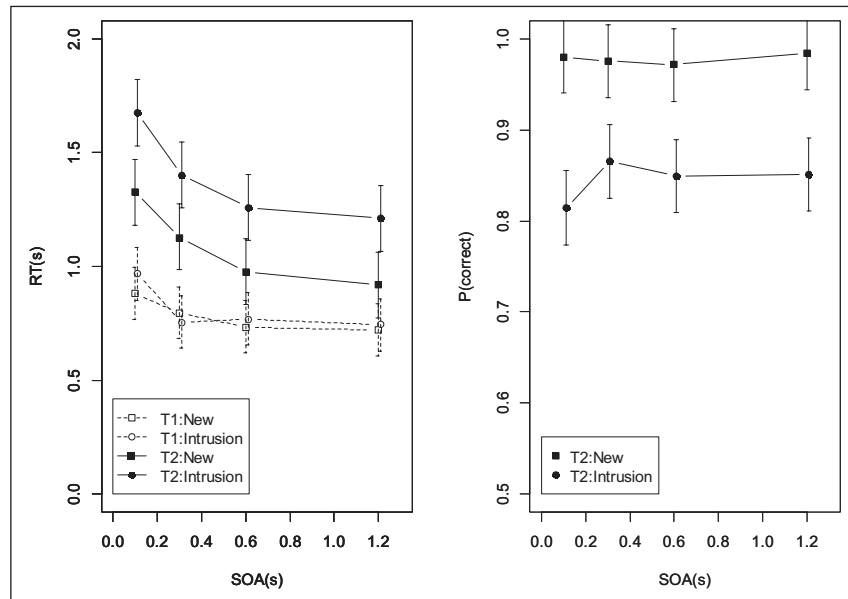 RT(s)
2.0
1.5
1.0
0.5
0.0
T1:New
T1:Intrusion
T2:New
T2:Intrusion
0.0 0.2 0.4 0.6 0.8 1.0 1.2
SOA(s)
P(correct)
1.0
0.9
0.8
0.7
0.6
0.5
T2:New
T2:Intrusion
0.0 0.2 0.4 0.6 0.8 1.0 1.2
SOA(s)